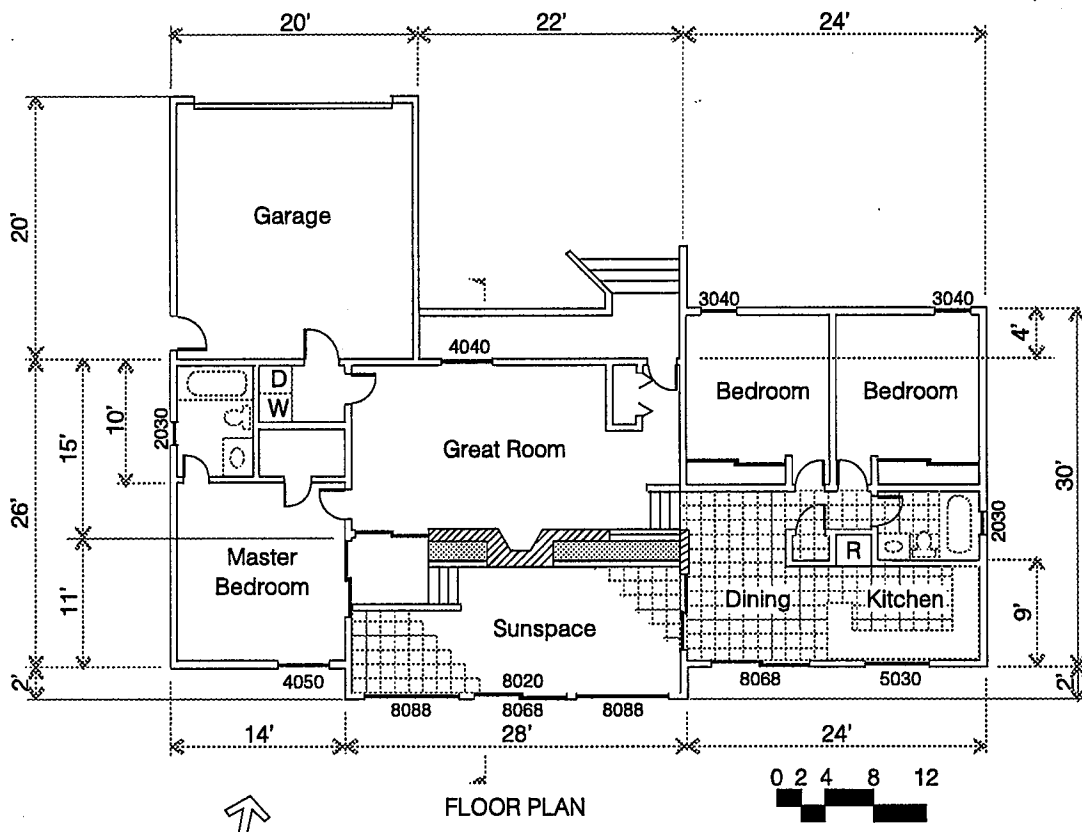 20'
22'
24'
20'
Garage
3040
3040
4'
4040
D
W
Bedroom
Bedroom
10'
2030
15'
Great Room
26'
30'
2030
Master
Bedroom
R
11'
Dining
Kitchen
9'
Sunspace
2'
4050
8020
8068
5030
2'
8088
8068
8088
14'
28'
24'
0 2 4 8 12
FLOOR PLAN